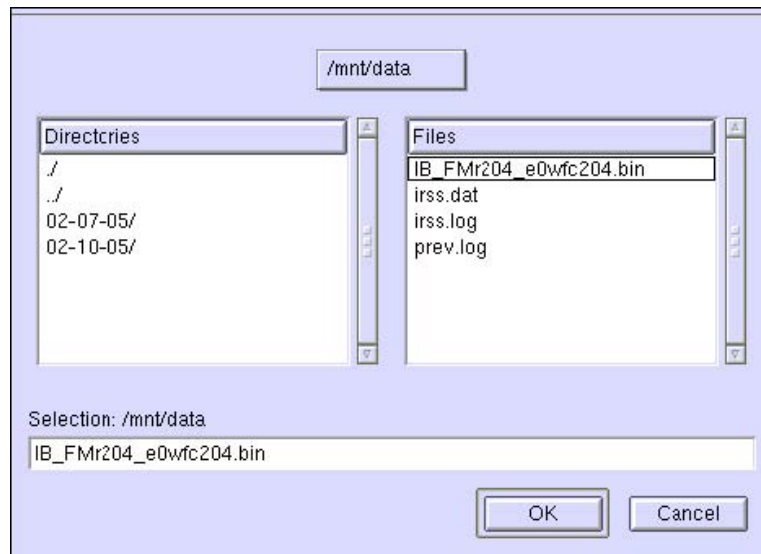 /mnt/data
Directories
Files
./
../
02-07-05/
02-10-05/
IB_FMr204_e0wfc204.bin
irss.dat
irss.log
prev.log
Selection: /mnt/data
IB_FMr204_e0wfc204.bin
OK
Cancel